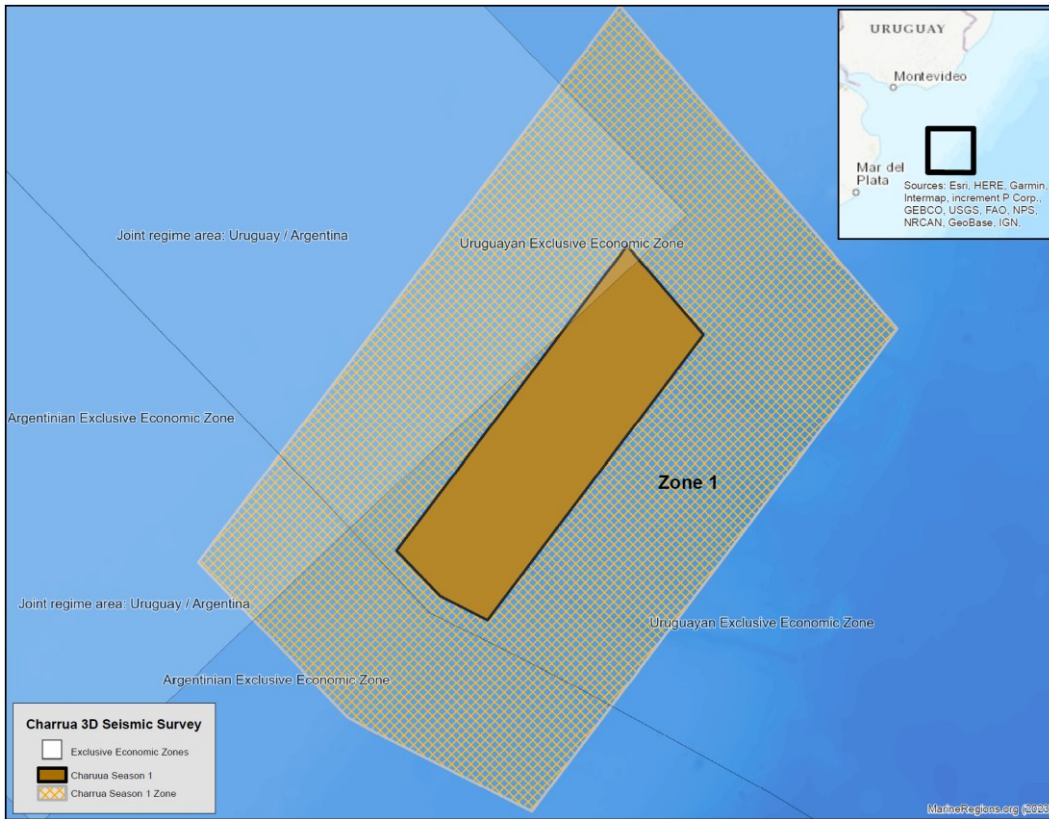 URUGUAY
Montevideo
Mar del
Plata
Sources: Esri, HERE, Garmin,
Intermap, increment P Corp.,
GEBCO, USGS, FAO, NPS,
NRCAN, GeoBase, IGN,
Joint regime area: Uruguay / Argentina
Uruguayan Exclusive Economic Zone
Argentinian Exclusive Economic Zone
Zone 1
Joint regime area: Uruguay / Argentina
Uruguayan Exclusive Economic Zone
Argentinian Exclusive Economic Zone
Charrua 3D Seismic Survey
Exclusive Economic Zones
Charuua Season 1
Charrua Season 1 Zone
MarineRegions.org (2023